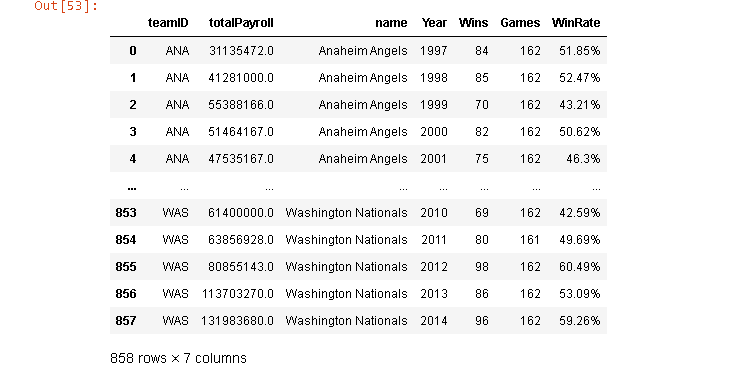 Out[53]:
teamID totalPayroll name Year Wins Games WinRate
0 ANA 31135472.0 Anaheim Angels 1997 84 162 51.85%
1 ANA 41281000.0 Anaheim Angels 1998 85 162 52.47%
2 ANA 55388166.0 Anaheim Angels 1999 70 162 43.21%
3 ANA 51464167.0 Anaheim Angels 2000 82 162 50.62%
4 ANA 47535167.0 Anaheim Angels 2001 75 162 46.3%
... ... ... ... ... ... ... ...
853 WAS 61400000.0 Washington Nationals 2010 69 162 42.59%
854 WAS 63856928.0 Washington Nationals 2011 80 161 49.69%
855 WAS 80855143.0 Washington Nationals 2012 98 162 60.49%
856 WAS 113703270.0 Washington Nationals 2013 86 162 53.09%
857 WAS 131983680.0 Washington Nationals 2014 96 162 59.26%
858 rows × 7 columns